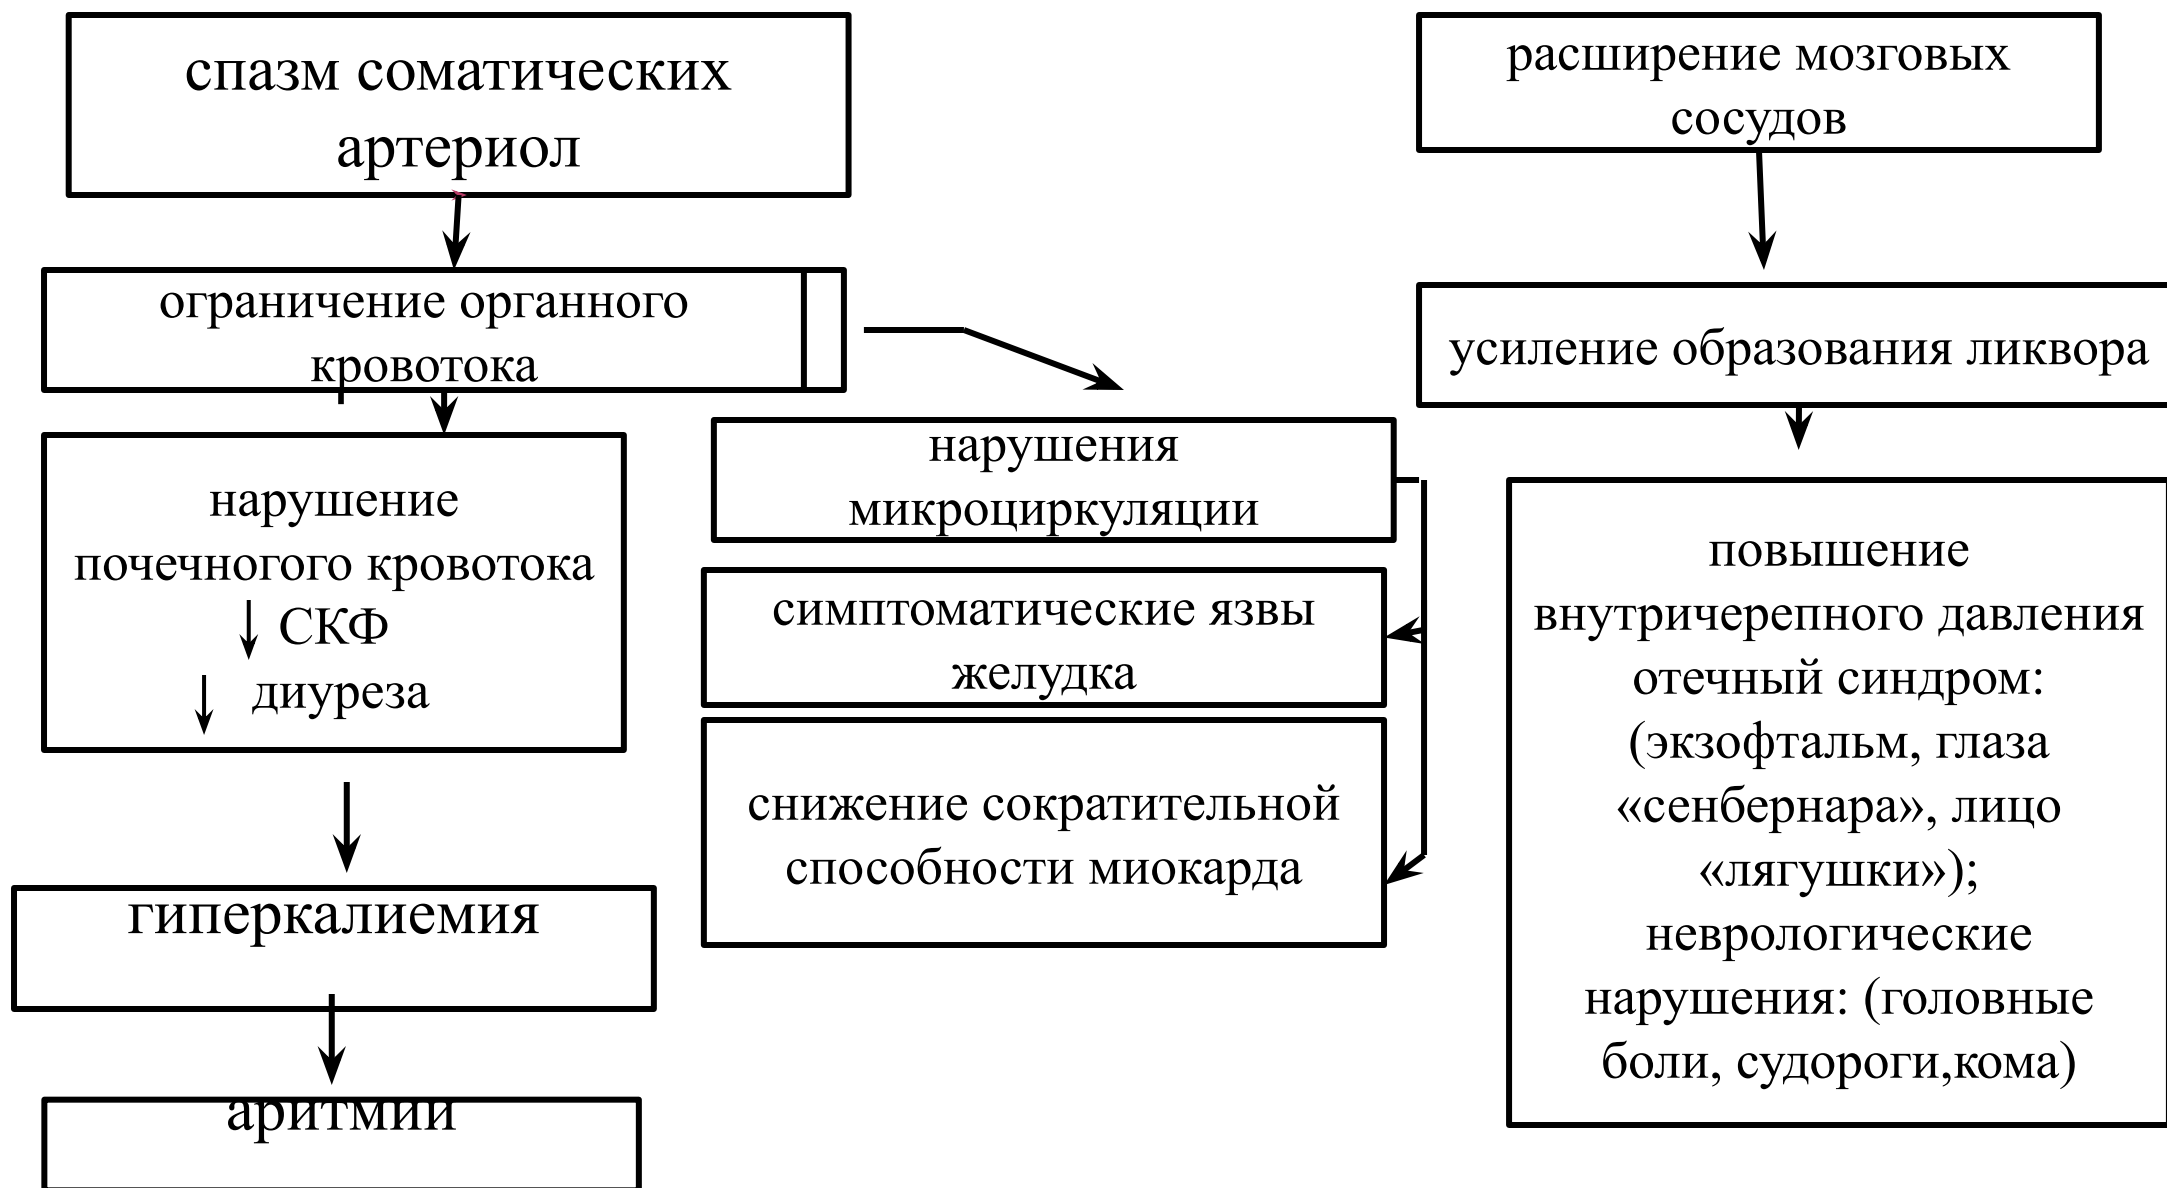 спазм соматических
артериол
ограничение органного
кровотока
нарушение
почечногого кровотока
СКФ
диуреза
гиперкалиемия
аритмии
нарушения
микроциркуляции
симптоматические язвы
желудка
снижение сократительной
способности миокарда
расширение мозговых
сосудов
усиление образования ликвора
повышение
внутричерепного давления
отечный синдром:
(экзофтальм, глаза
«сенбернара», лицо
«лягушки»);
неврологические
нарушения: (головные
боли, судороги,кома)